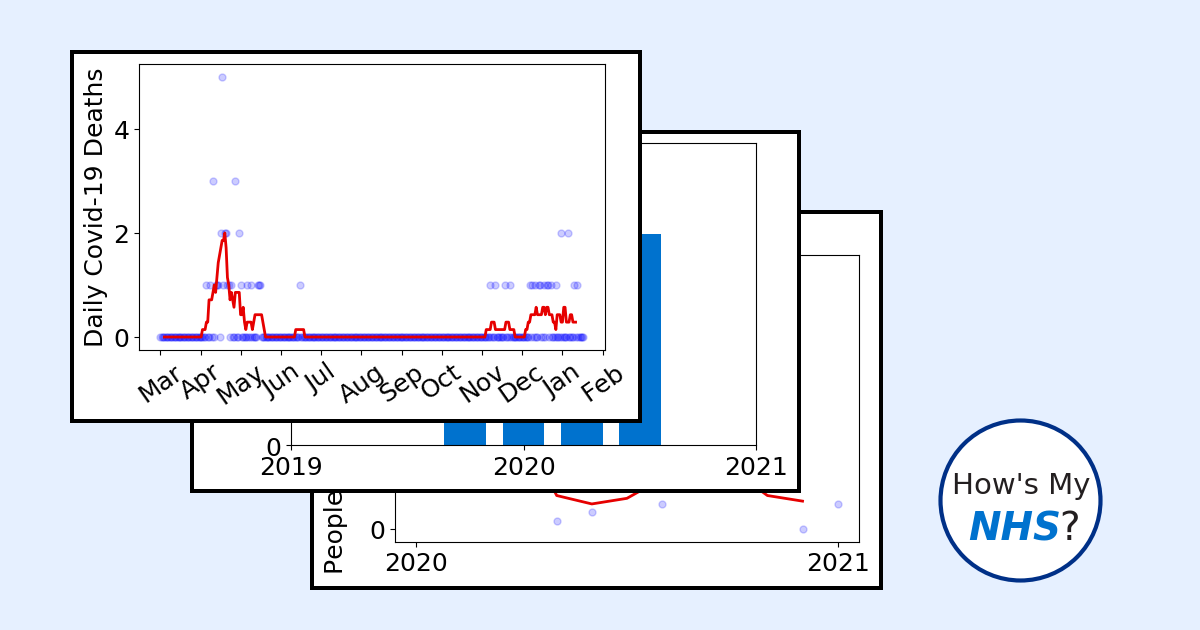 Daily Covid-19 Deaths
4
2
0
Mar Apr May Jun Jul Aug Sep Oct Nov Dec Jan Feb
0
2019 2020 2021
People
0
2020 2021
How's My
NHS?